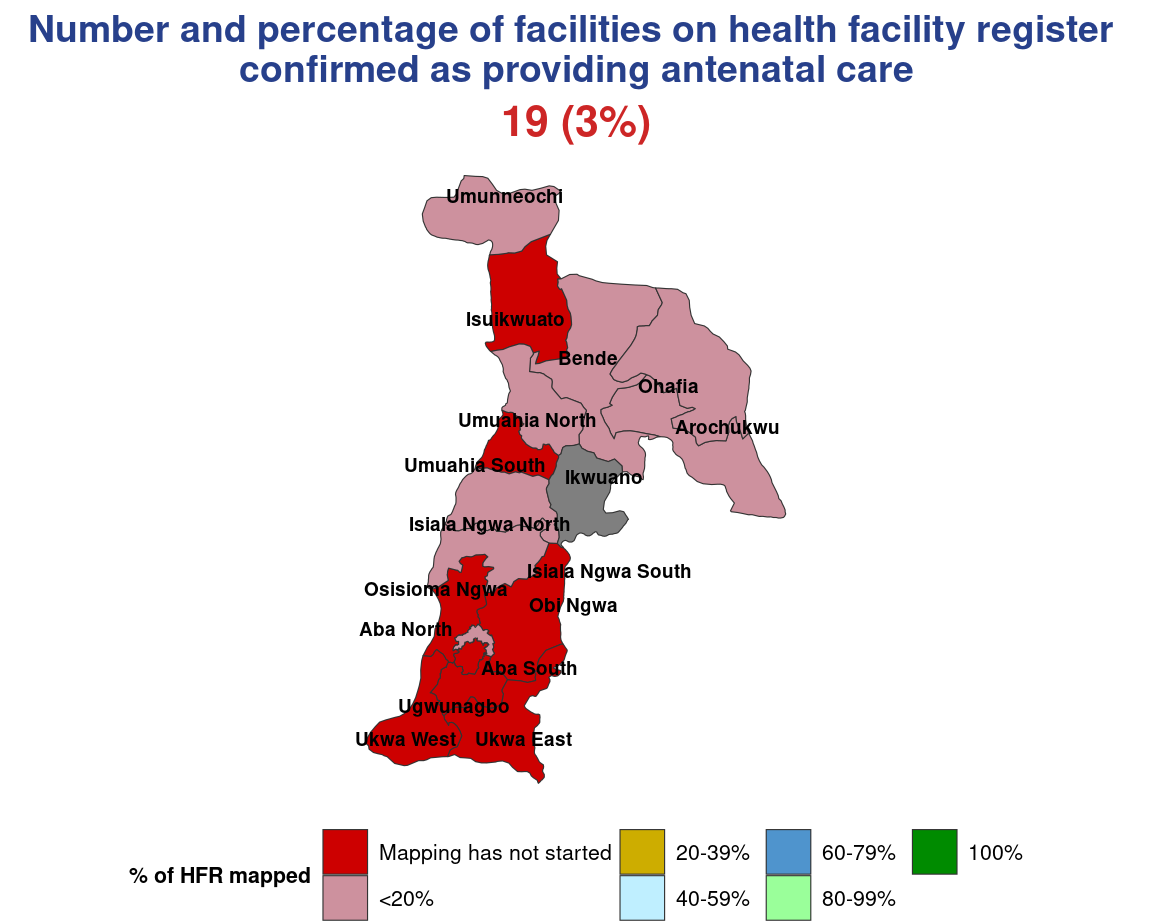 Number and percentage of facilities on health facility register
confirmed as providing antenatal care
19 (3%)
Umunneochi
Isuikwuato
Bende
Ohafia
Umuahia North
Arochukwu
Umuahia South
Ikwuano
Isiala Ngwa North
Isiala Ngwa South
Osisioma Ngwa
Obi Ngwa
Aba North
Aba South
Ugwunagbo
Ukwa West
Ukwa East
% of HFR mapped
Mapping has not started
<20%
20-39%
40-59%
60-79%
80-99%
100%